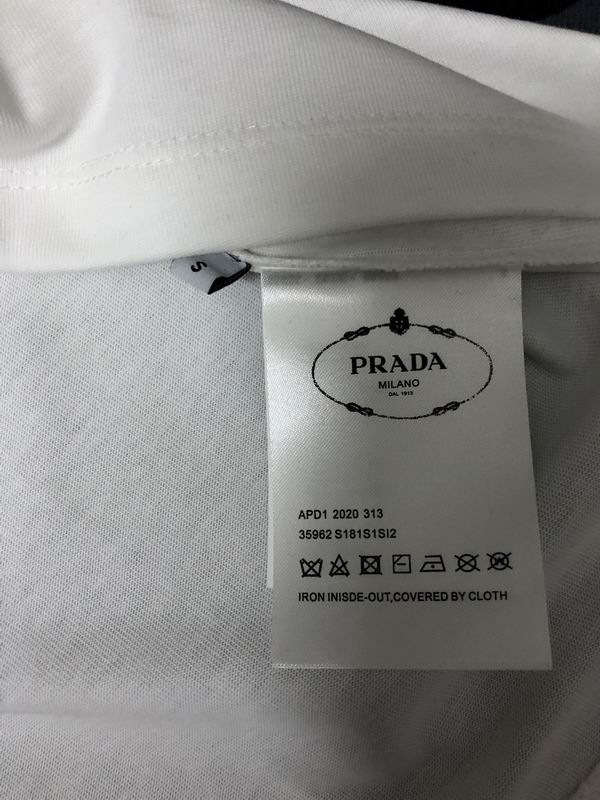 S
PRADA
MILANO
DAL 1913
APD1 2020 313
35962 S181S1SI2
IRON INISDE-OUT,COVERED BY CLOTH